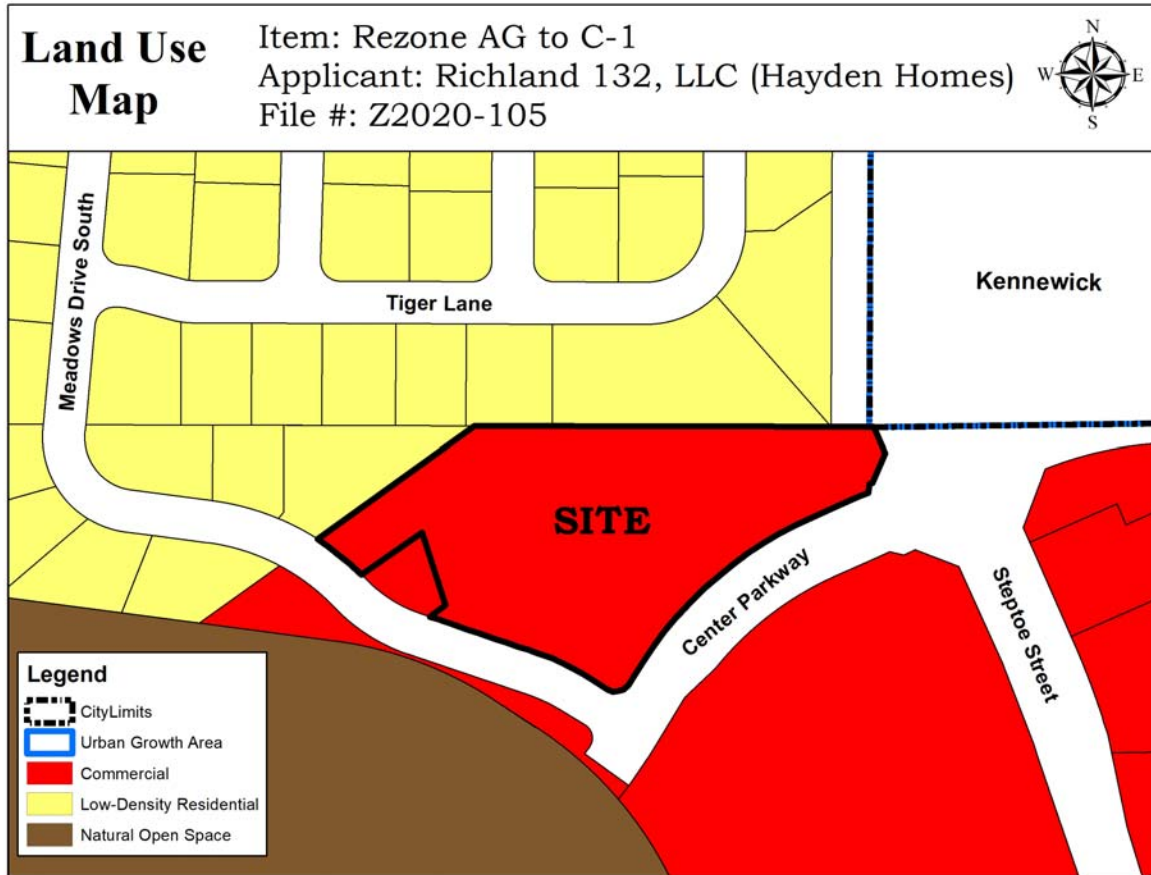 Land Use
Map
Item: Rezone AG to C-1
Applicant: Richland 132, LLC (Hayden Homes)
File #: Z2020-105
N
W
E
S
Meadows Drive South
Tiger Lane
Kennewick
SITE
Center Parkway
Steptoe Street
Legend
CityLimits
Urban Growth Area
Commercial
Low-Density Residential
Natural Open Space